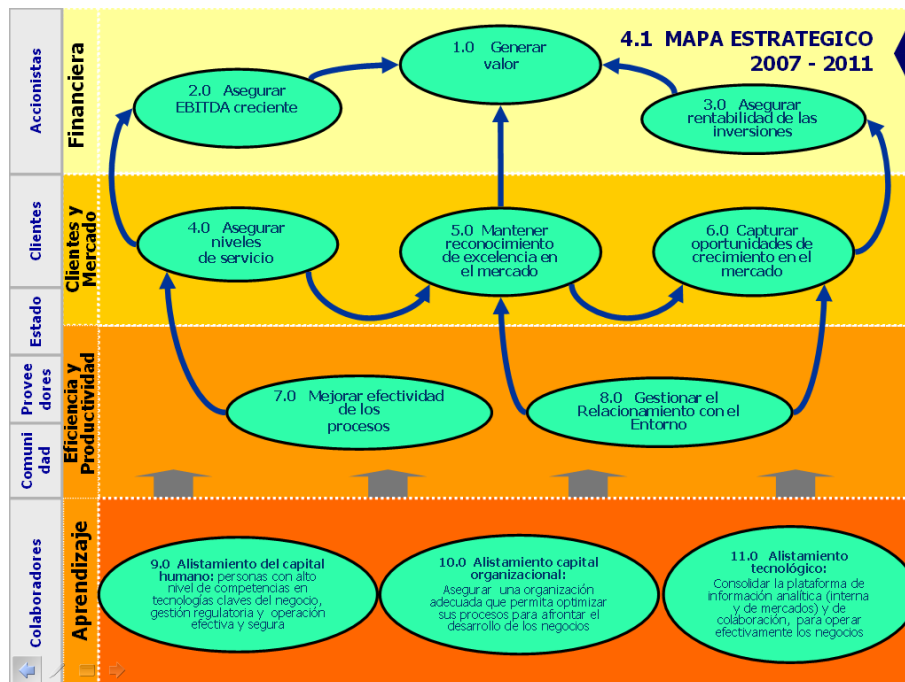 4.1 MAPA ESTRATEGICO
2007 - 2011
Accionistas
Financiera
1.0 Generar
valor
2.0 Asegurar
EBITDA creciente
3.0 Asegurar
rentabilidad de las
inversiones
Clientes
Clientes y
Mercado
4.0 Asegurar
niveles
de servicio
5.0 Mantener
reconocimiento
de excelencia en
el mercado
6.0 Capturar
oportunidades de
crecimiento en el
mercado
Estado
Provee
dores
Comuni
dad
Eficiencia y
Productividad
7.0 Mejorar efectividad
de los
procesos
8.0 Gestionar el
Relacionamiento con el
Entorno
Colaboradores
Aprendizaje
9.0 Alistamiento del capital
humano: personas con alto
nivel de competencias en
tecnologías claves del negocio,
gestión regulatoria y operación
efectiva y segura
10.0 Alistamiento capital
organizacional:
Asegurar una organización
adecuada que permita optimizar
sus procesos para afrontar el
desarrollo de los negocios
11.0 Alistamiento
tecnológico:
Consolidar la plataforma de
información analítica (interna
y de mercados) y de
colaboración, para operar
efectivamente los negocios